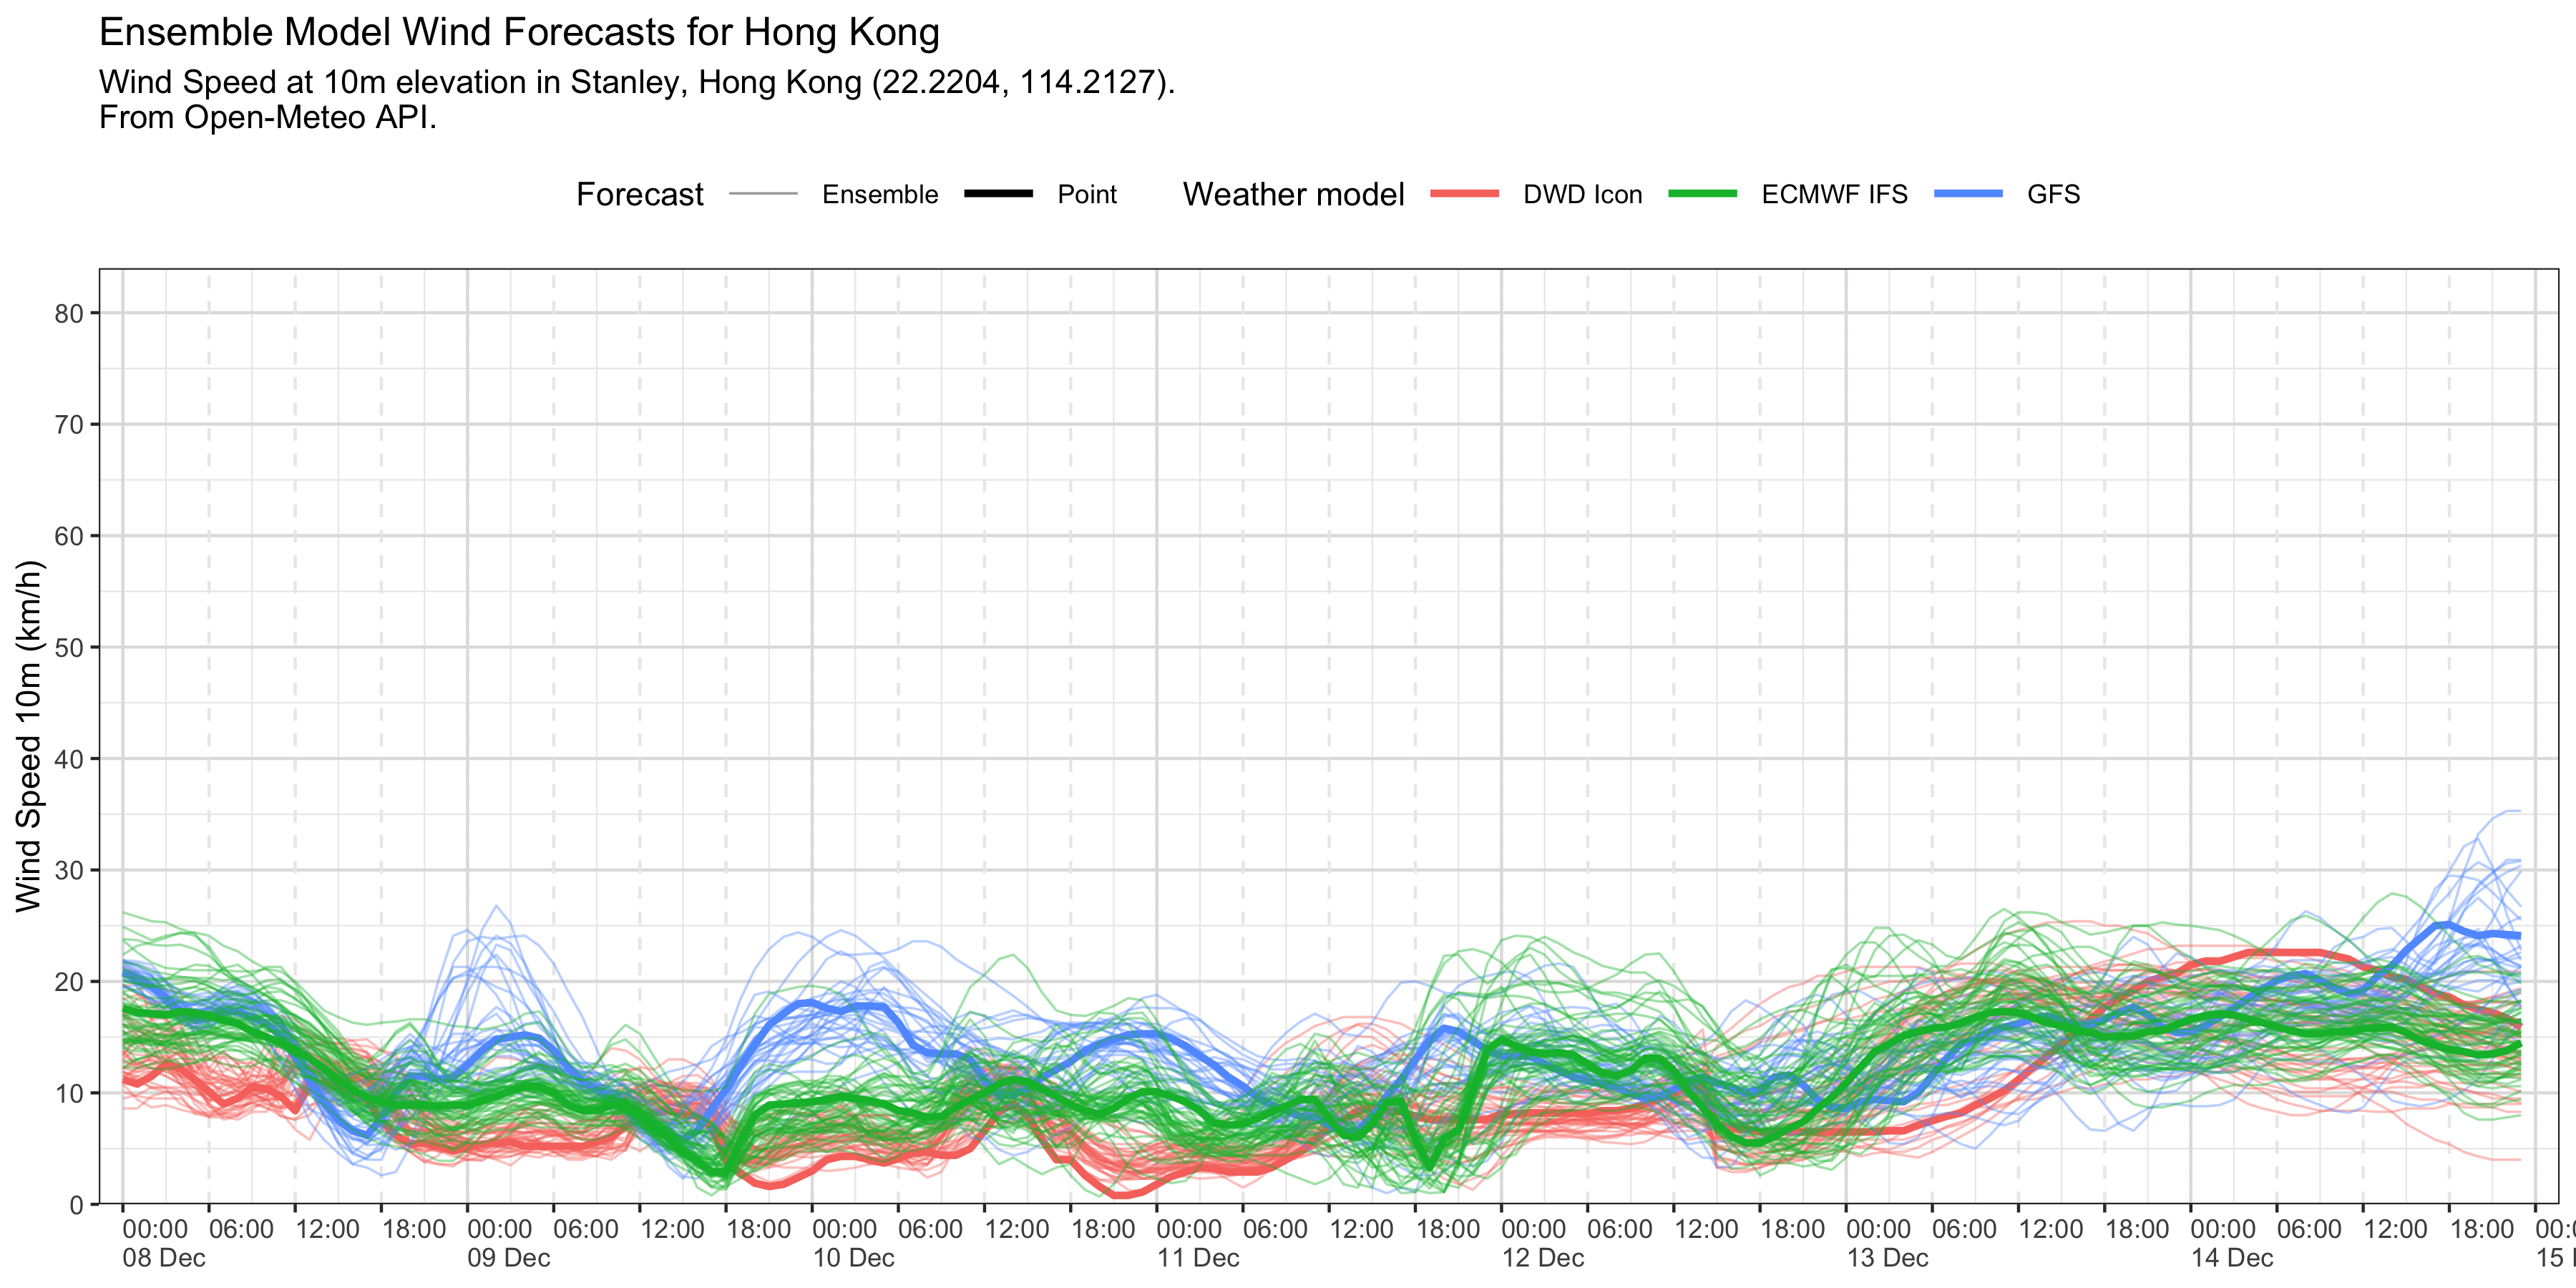 Ensemble Model Wind Forecasts for Hong Kong
Wind Speed at 10m elevation in Stanley, Hong Kong (22.2204, 114.2127).
From Open-Meteo API.
Forecast Ensemble Point Weather model DWD Icon ECMWF IFS GFS
Wind Speed 10m (km/h)
80
70
60
50
40
30
20
10
0
00:00 06:00 12:00 18:00 00:00 06:00 12:00 18:00 00:00 06:00 12:00 18:00 00:00 06:00 12:00 18:00 00:00 06:00 12:00 18:00 00:00 06:00 12:00 18:00 00:00 06:00 12:00 18:00
08 Dec 09 Dec 10 Dec 11 Dec 12 Dec 13 Dec 14 Dec 15